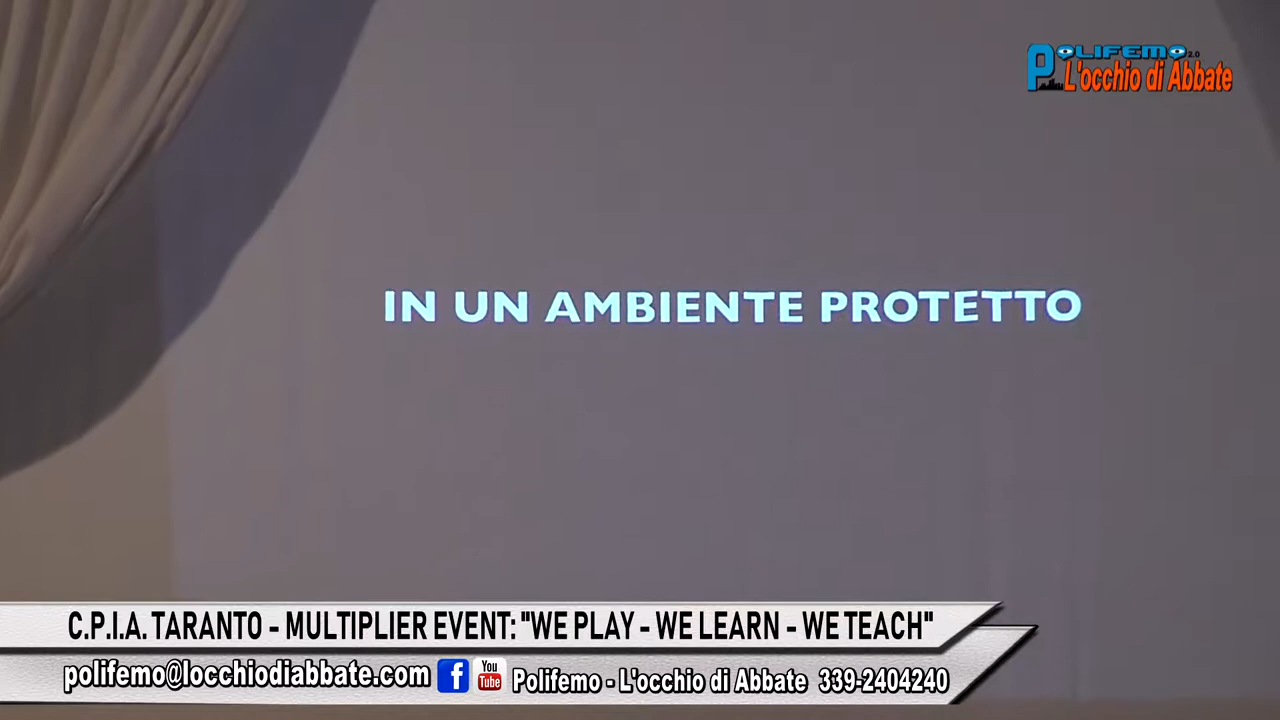 POLIFEMO 2.0
L'occhio di Abbate
IN UN AMBIENTE PROTETTO
C.P.I.A. TARANTO - MULTIPLIER EVENT: "WE PLAY - WE LEARN - WE TEACH"
polifemo@locchiodiabbate.com f You Tube Polifemo - L'occhio di Abbate 339-2404240